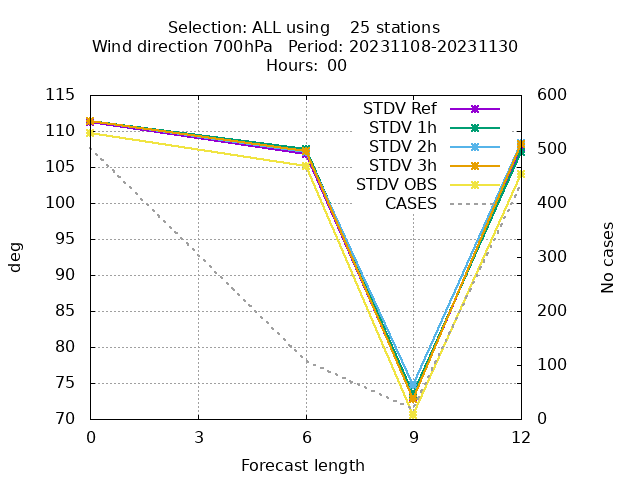 Selection: ALL using    25 stations
Wind direction 700hPa   Period: 20231108-20231130
Hours: 00
115
110
105
100
95
90
85
80
75
70
600
500
400
300
200
100
0
STDV Ref
STDV 1h
STDV 2h
STDV 3h
STDV OBS
CASES
deg
No cases
0 3 6 9 12
Forecast length